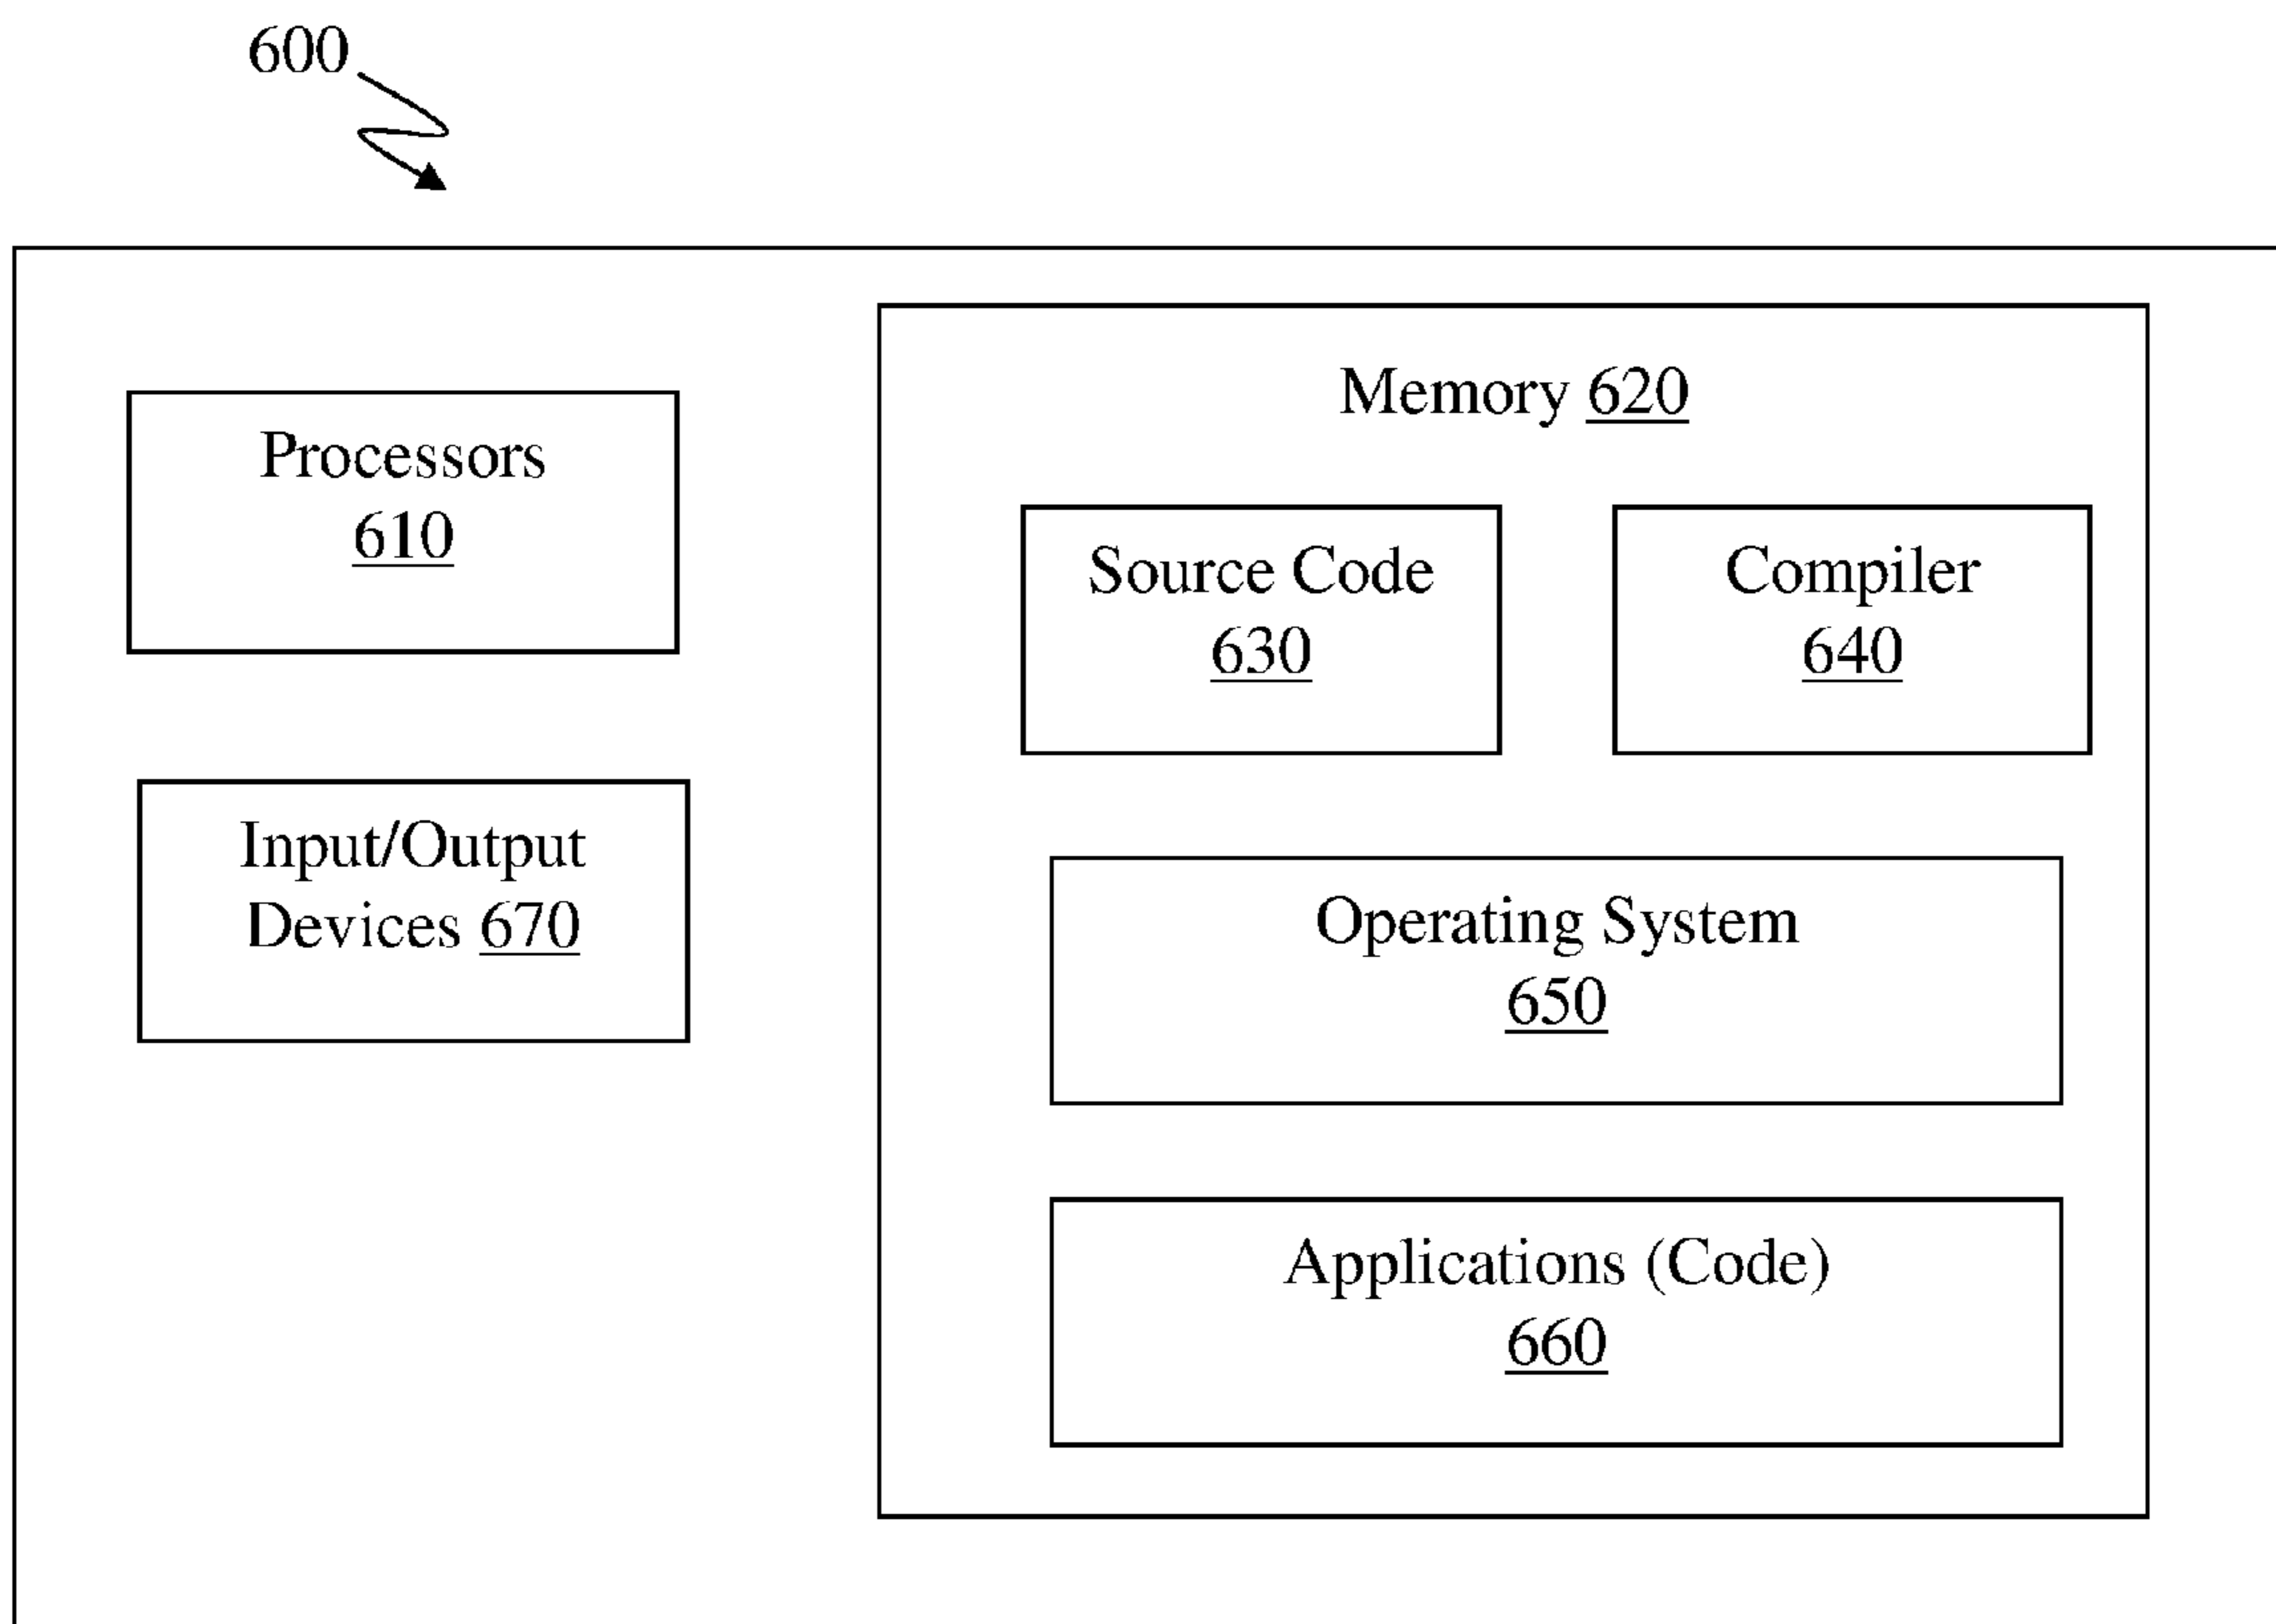 600
Processors
610
Input/Output
Devices 670
Memory 620
Source Code
630
Compiler
640
Operating System
650
Applications (Code)
660